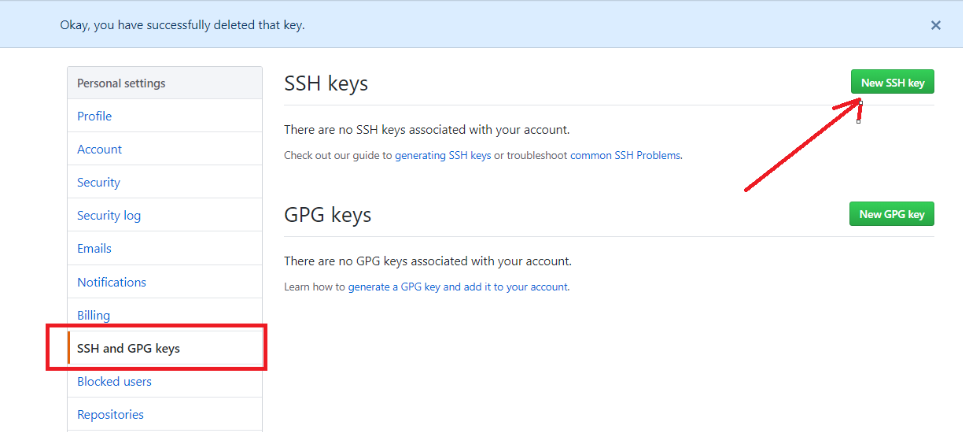 Okay, you have successfully deleted that key.
Personal settings
Profile
Account
Security
Security log
Emails
Notifications
Billing
SSH and GPG keys
Blocked users
Repositories
SSH keys
New SSH key
There are no SSH keys associated with your account.
Check out our guide to generating SSH keys or troubleshoot common SSH Problems.
GPG keys
New GPG key
There are no GPG keys associated with your account.
Learn how to generate a GPG key and add it to your account.